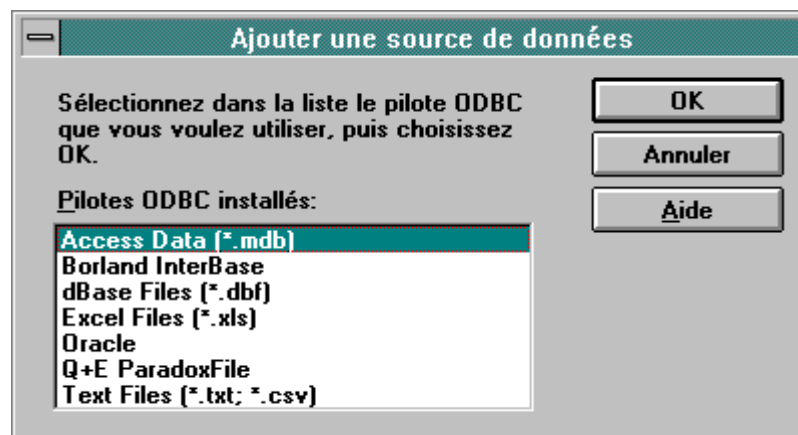 Ajouter une source de données
Sélectionnez dans la liste le pilote ODBC
que vous voulez utiliser, puis choisissez
OK.
OK
Annuler
Aide
Pilotes ODBC installés:
Access Data (*.mdb)
Borland InterBase
dBase Files (*.dbf)
Excel Files (*.xls)
Oracle
Q+E ParadoxFile
Text Files (*.txt; *.csv)